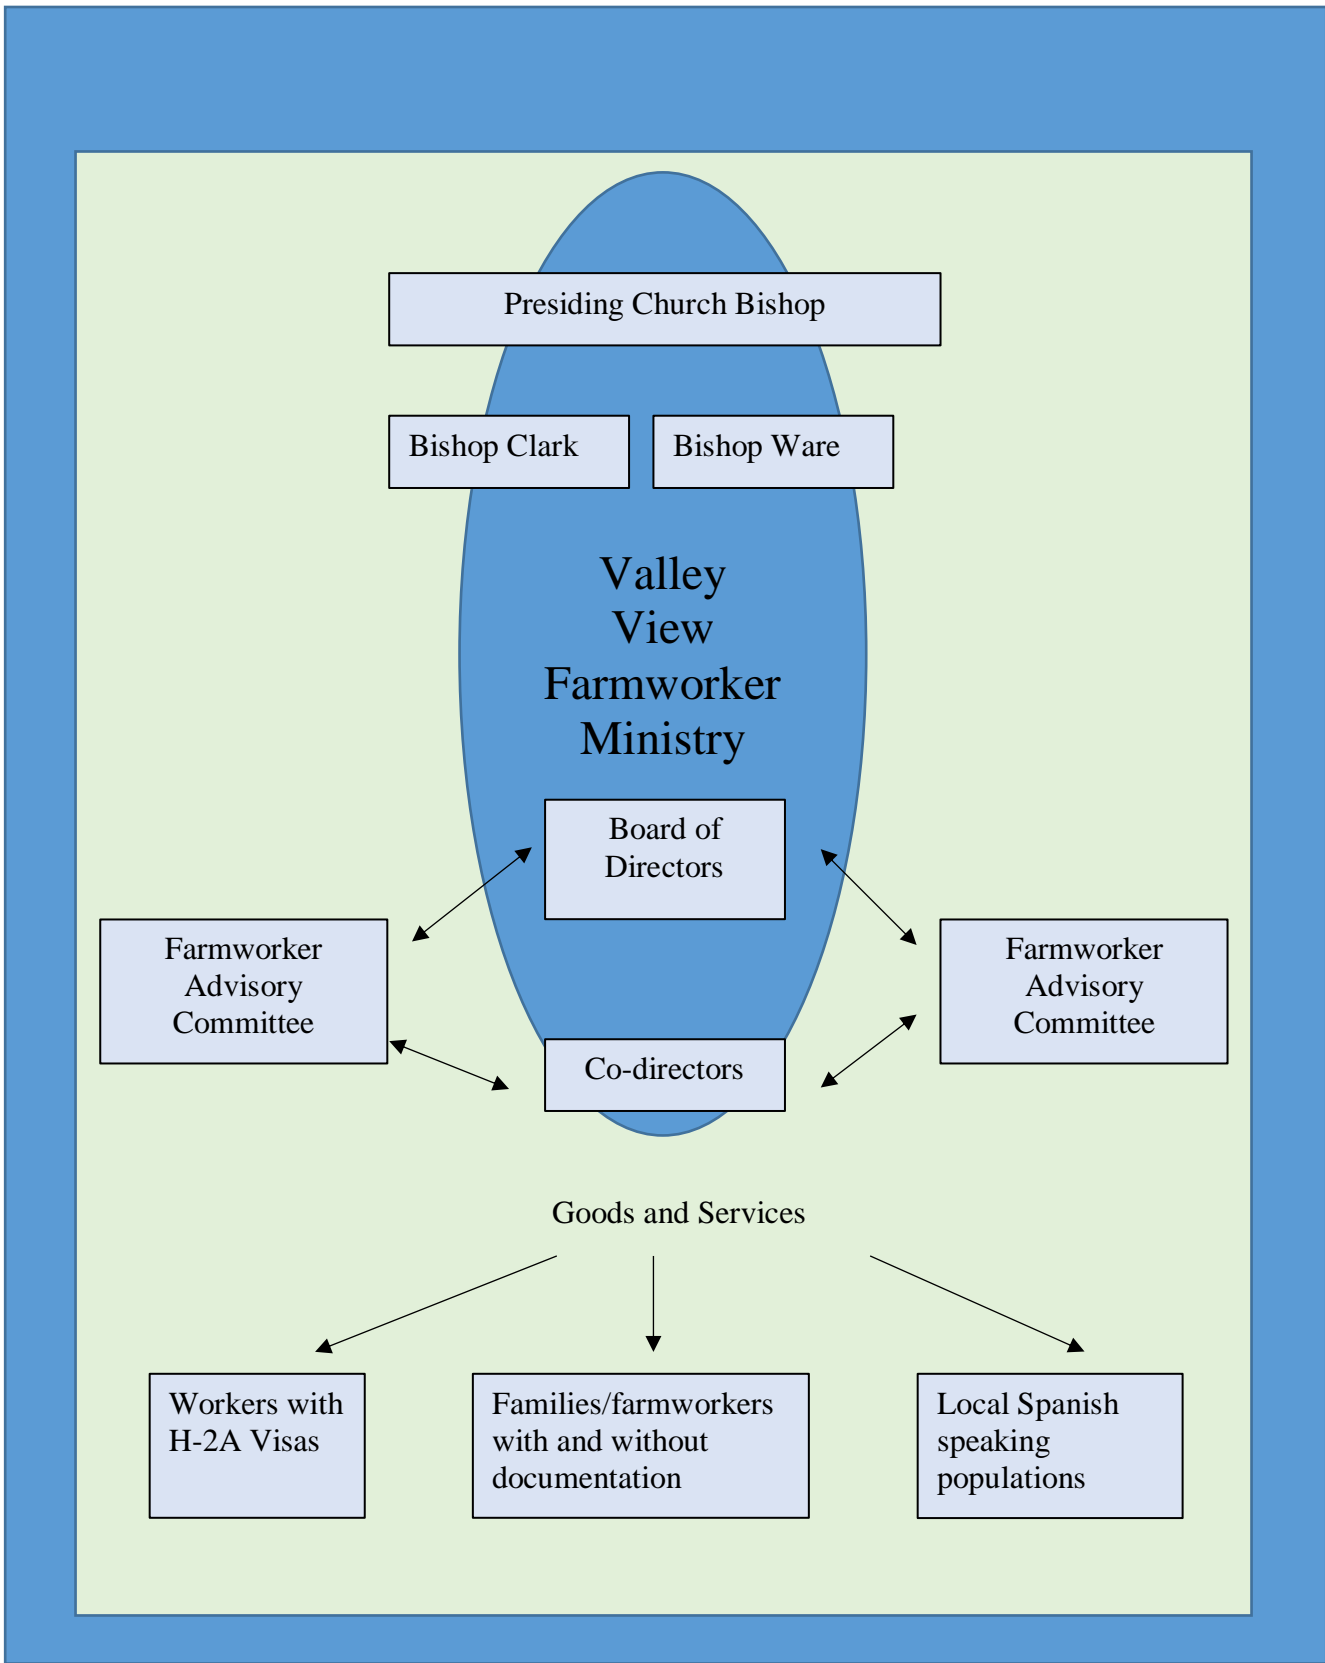 Presiding Church Bishop
Bishop Clark
Bishop Ware
Valley
View
Farmworker
Ministry
Board of
Directors
Farmworker
Advisory
Committee
Farmworker
Advisory
Committee
Co-directors
Goods and Services
Workers with
H-2A Visas
Families/farmworkers
with and without
documentation
Local Spanish
speaking
populations